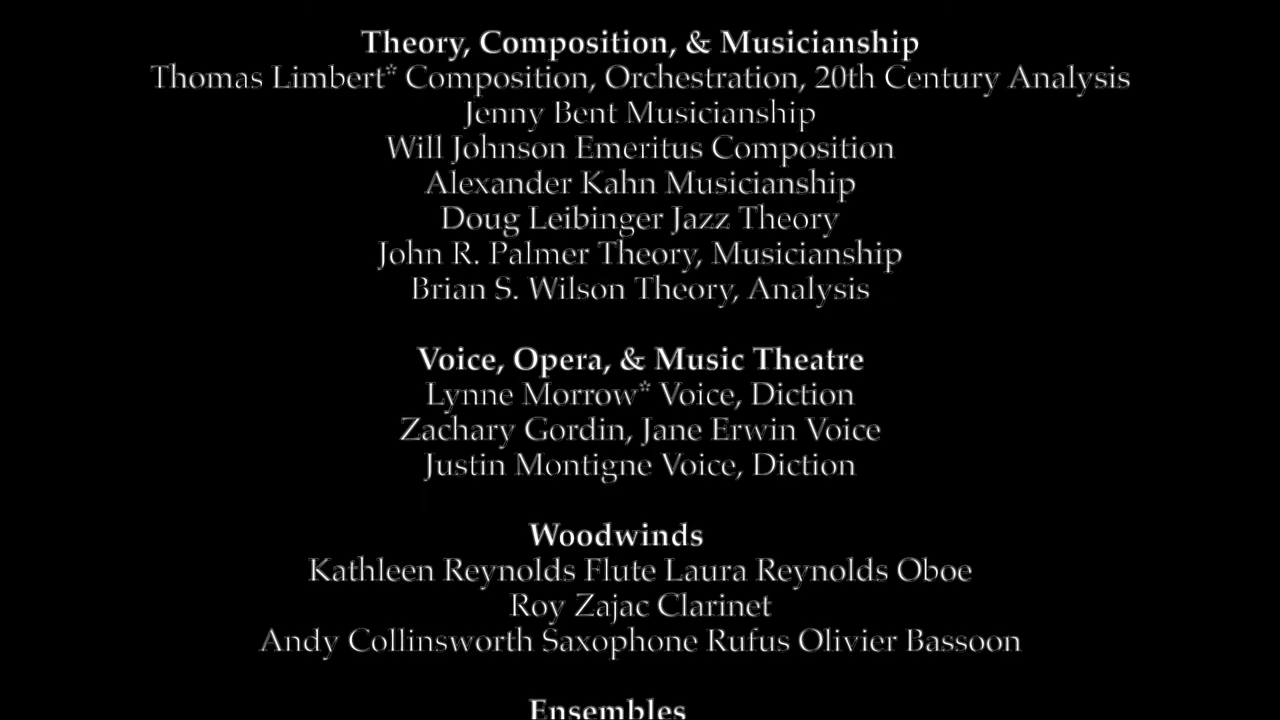 Theory, Composition, & Musicianship
Thomas Limbert* Composition, Orchestration, 20th Century Analysis
Jenny Bent Musicianship
Will Johnson Emeritus Composition
Alexander Kahn Musicianship
Doug Leibinger Jazz Theory
John R. Palmer Theory, Musicianship
Brian S. Wilson Theory, Analysis
Voice, Opera, & Music Theatre
Lynne Morrow* Voice, Diction
Zachary Gordin, Jane Erwin Voice
Justin Montigne Voice, Diction
Woodwinds
Kathleen Reynolds Flute Laura Reynolds Oboe
Roy Zajac Clarinet
Andy Collinsworth Saxophone Rufus Olivier Bassoon
Ensembles